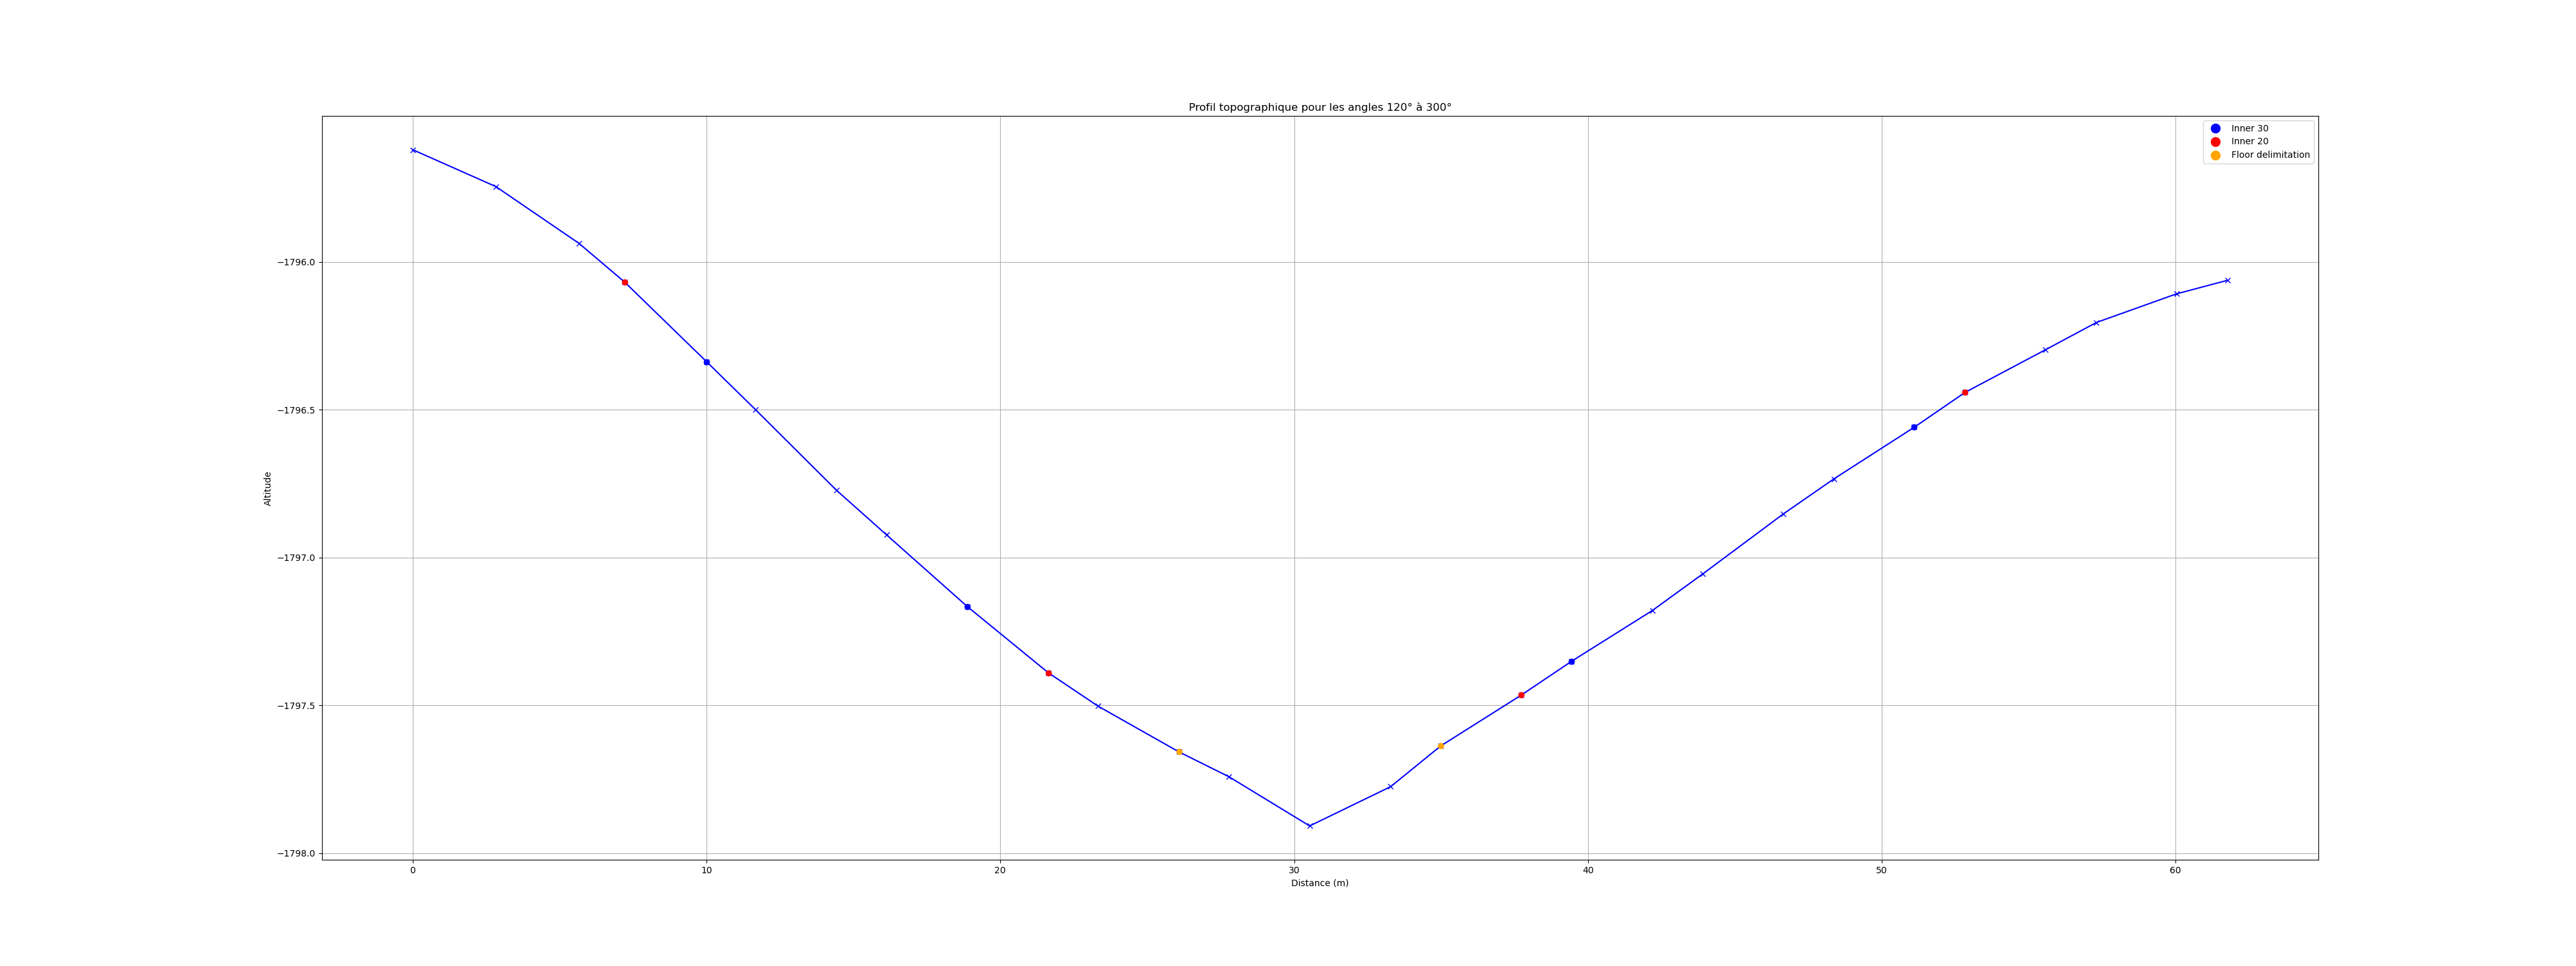 Profil topographique pour les angles 120° à 300°
Inner 30
Inner 20
Floor delimitation
Altitude
−1796.0
−1796.5
−1797.0
−1797.5
−1798.0
0 10 20 30 40 50 60
Distance (m)